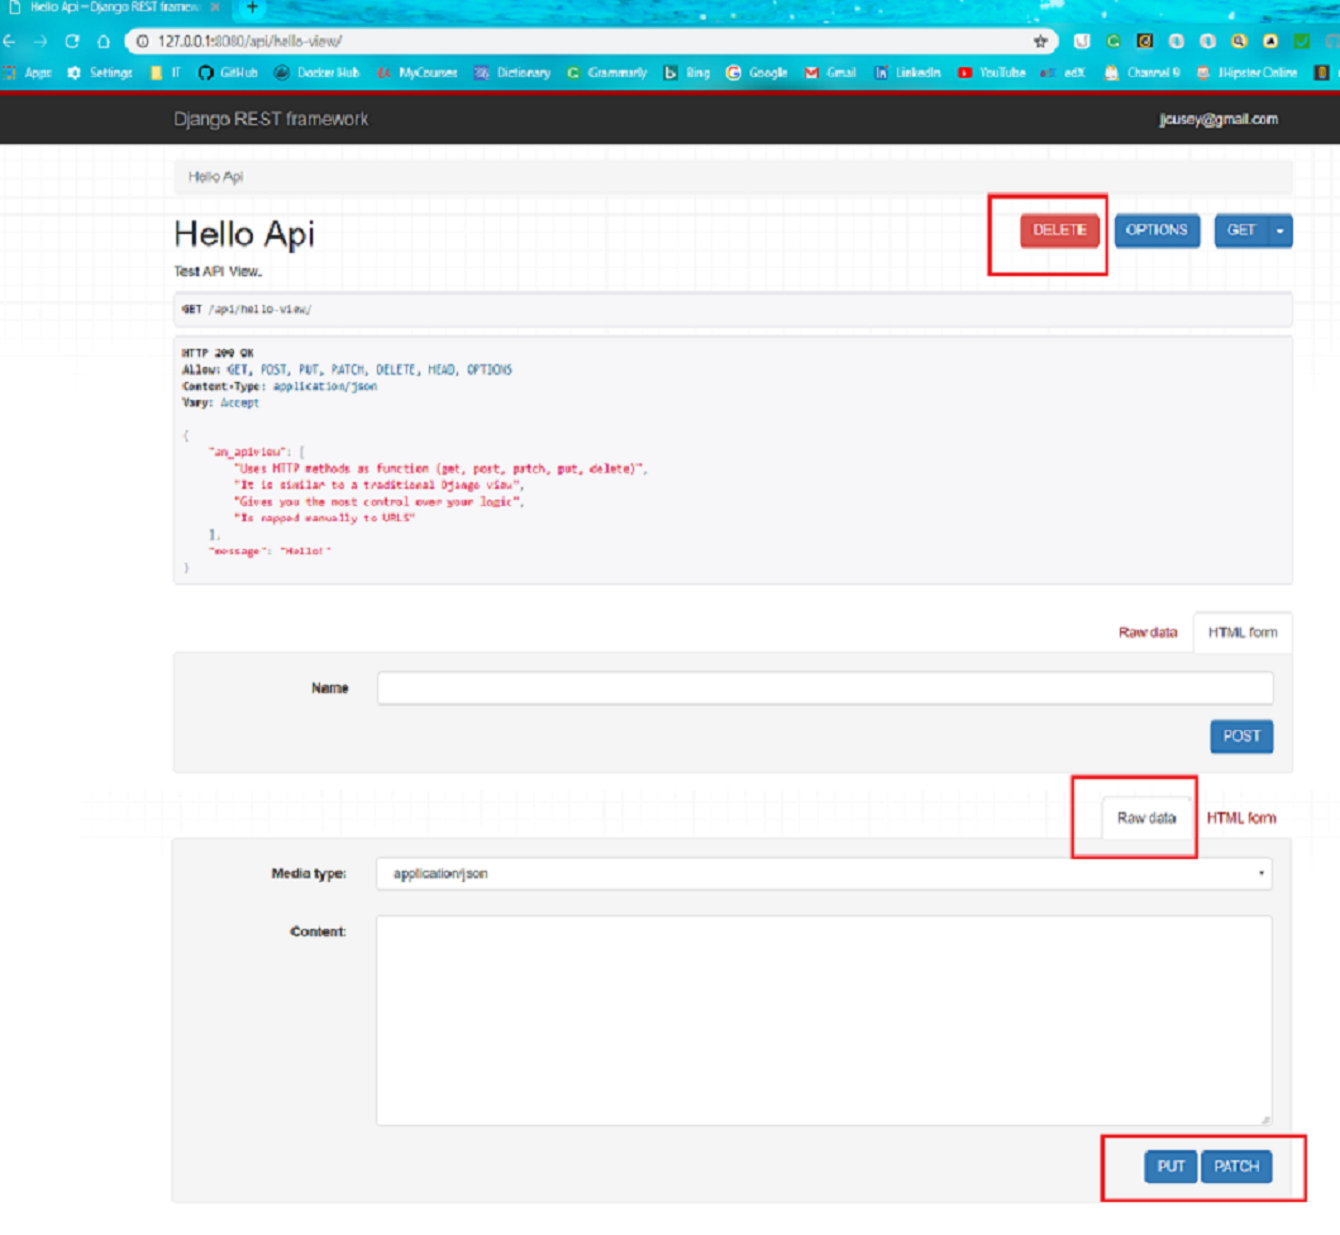 Hello Api – Django REST framew
127.0.0.1:8080/api/hello-view/
Apps Settings IT GitHub Docker Hub MyCourses Dictionary Grammarly Bing Google Gmail LinkedIn YouTube edX Channel 9 JHipster Online
Django REST framework jjcusey@gmail.com
Hello Api
Hello Api DELETE OPTIONS GET
Test API View.
GET /api/hello-view/
HTTP 200 OK
Allow: GET, POST, PUT, PATCH, DELETE, HEAD, OPTIONS
Content-Type: application/json
Vary: Accept
{
"an_apiview": [
"Uses HTTP methods as function (get, post, patch, put, delete)",
"It is similar to a traditional Django view",
"Gives you the most control over your logic",
"Is mapped manually to URLS"
],
"message": "Hello!"
}
Raw data HTML form
Name
POST
Raw data HTML form
Media type: application/json
Content:
PUT PATCH